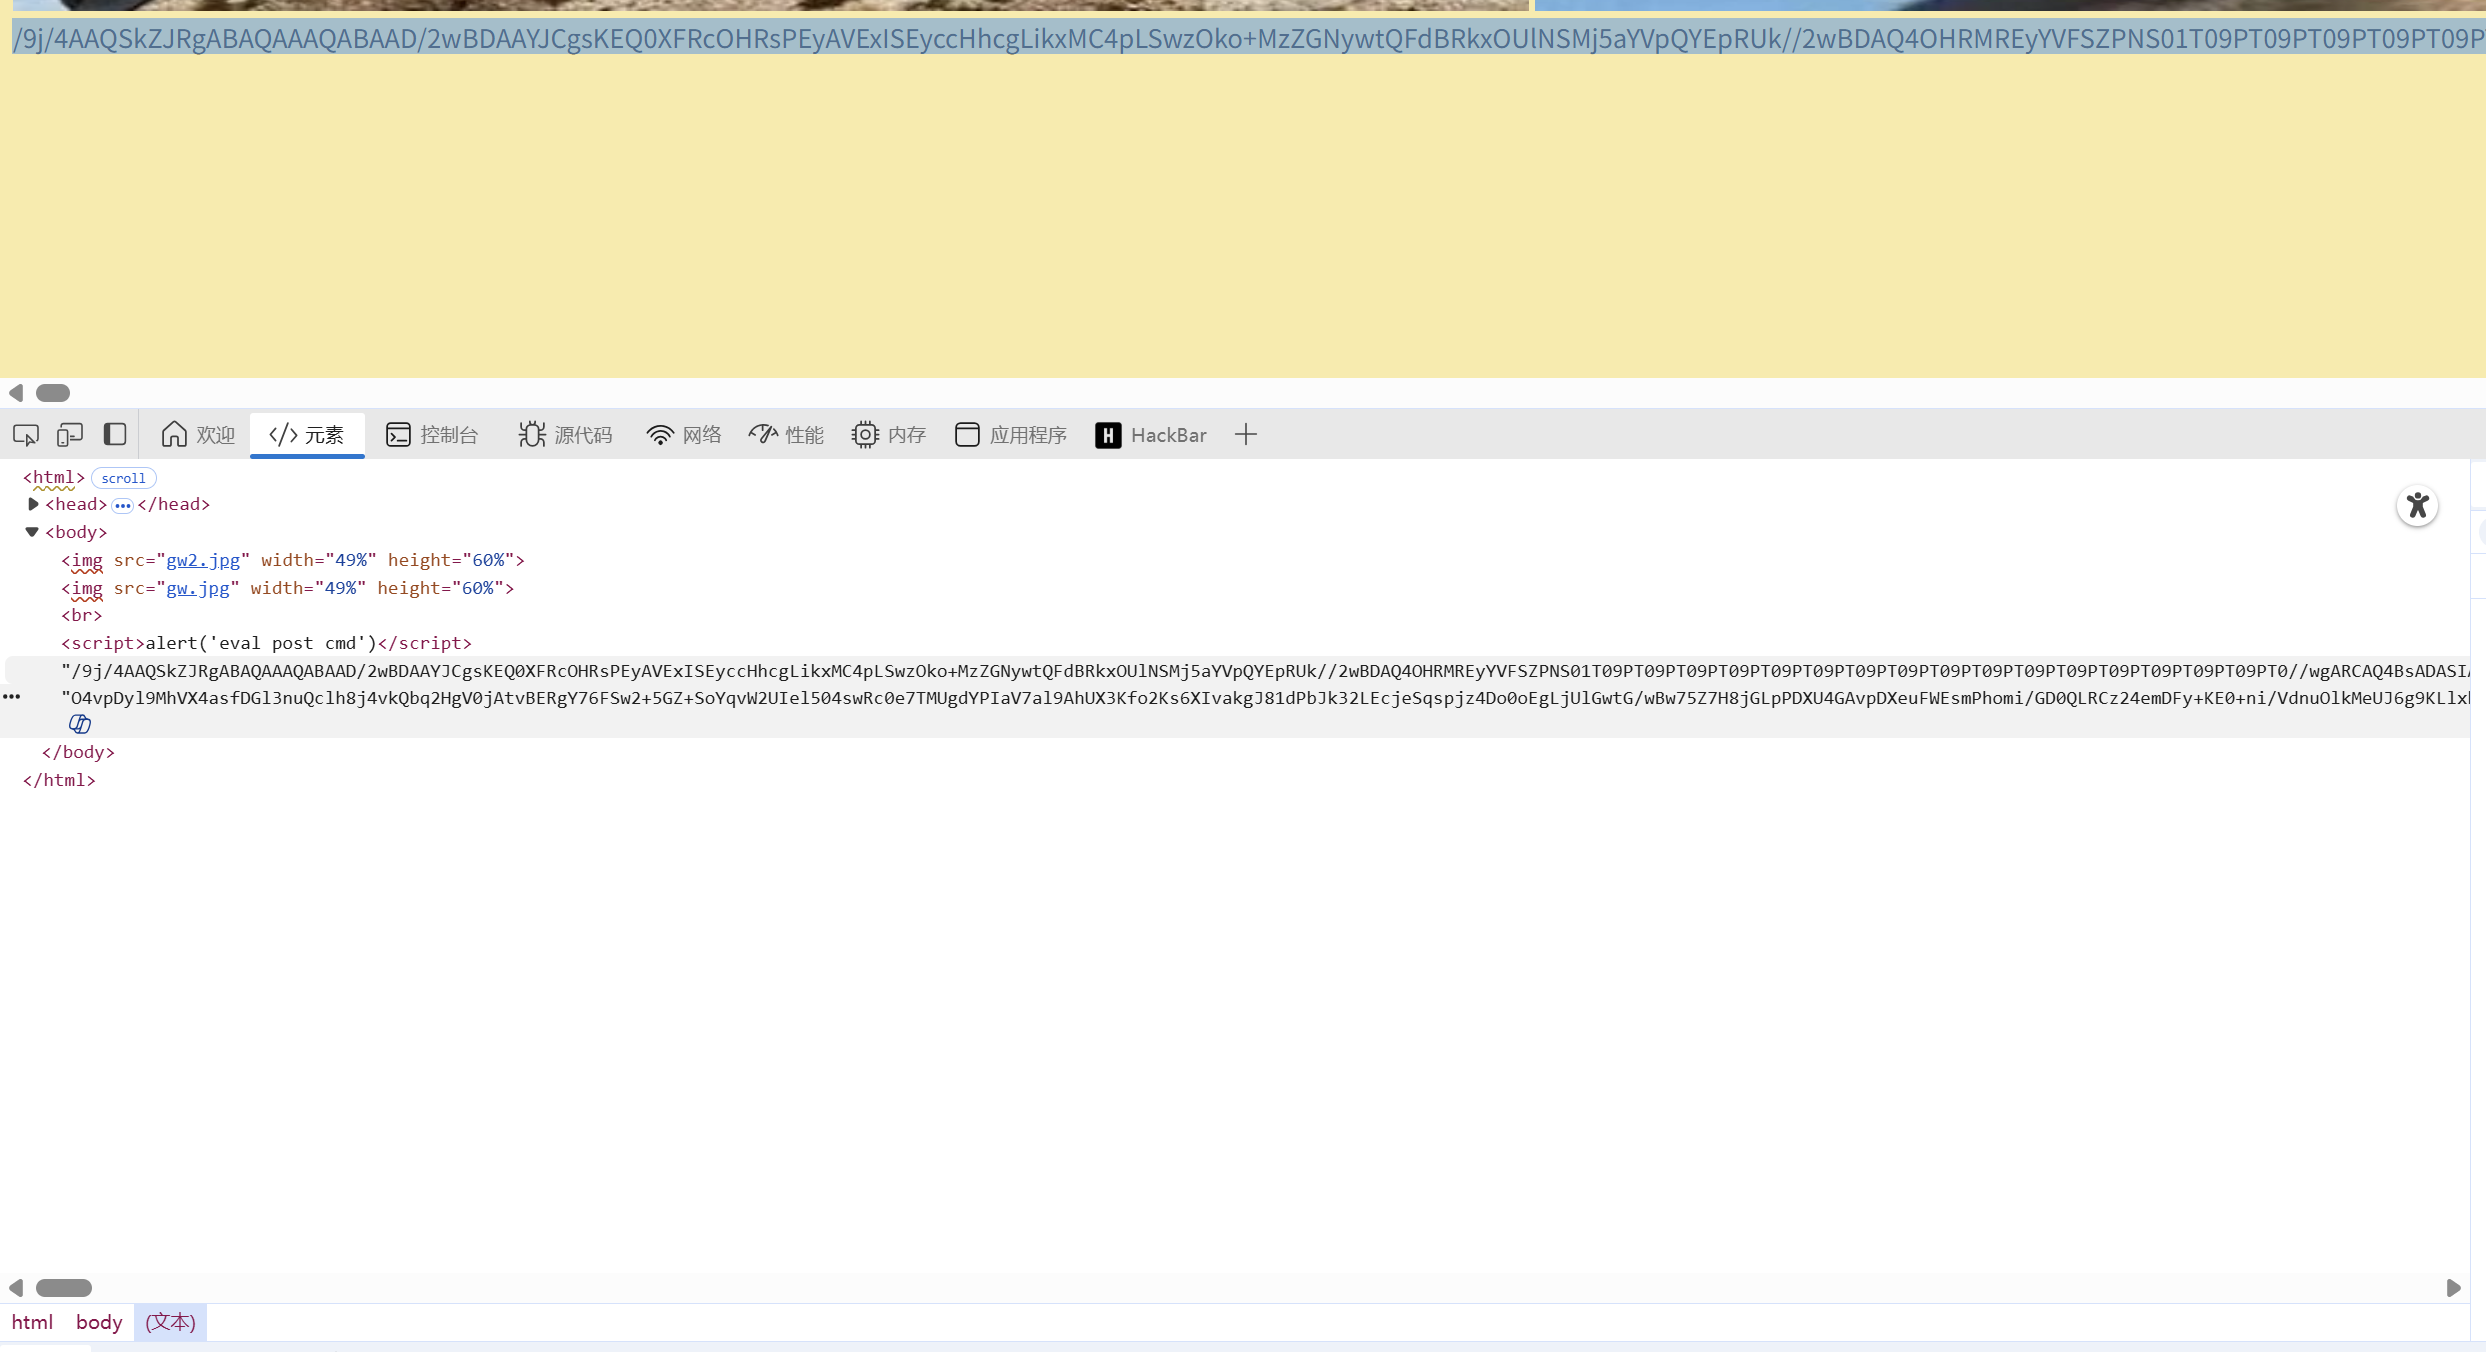 /9j/4AAQSkZJRgABAQAAAQABAAD/2wBDAAYJCgsKEQ0XFRcOHRsPEyAVExISEyccHhcgLikxMC4pLSwzOko+MzZGNywtQFdBRkxOUlNSMj5aYVpQYEpRUk//2wBDAQ4OHRMREyYVFSZPNS01T09PT09PT09PT09PT09P
欢迎
元素
控制台
源代码
网络
性能
内存
应用程序
H HackBar
<html> scroll
<head> ••• </head>
<body>
<img src="gw2.jpg" width="49%" height="60%">
<img src="gw.jpg" width="49%" height="60%">
<br>
<script>alert('eval post cmd')</script>
"/9j/4AAQSkZJRgABAQAAAQABAAD/2wBDAAYJCgsKEQ0XFRcOHRsPEyAVExISEyccHhcgLikxMC4pLSwzOko+MzZGNywtQFdBRkxOUlNSMj5aYVpQYEpRUk//2wBDAQ4OHRMREyYVFSZPNS01T09PT09PT09PT09PT09PT09PT09PT09PT09PT09PT09PT09PT09PT09PT09PT09PT0//wgARCAQ4BsADASIA
"O4vpDyl9MhVX4asfDGl3nuQclh8j4vkQbq2HgV0jAtvBERgY76FSw2+5GZ+SoYqvW2UIel504swRc0e7TMUgdYPIaV7al9AhUX3Kfo2Ks6XIvakgJ81dPbJk32LEcjeSqspjz4Do0oEgLjUlGwtG/wBw75Z7H8jGLpPDXU4GAvpDXeuFWEsmPhomi/GD0QLRCz24emDFy+KE0+ni/VdnuOlkMeUJ6g9KLlx
</body>
</html>
html body (文本)